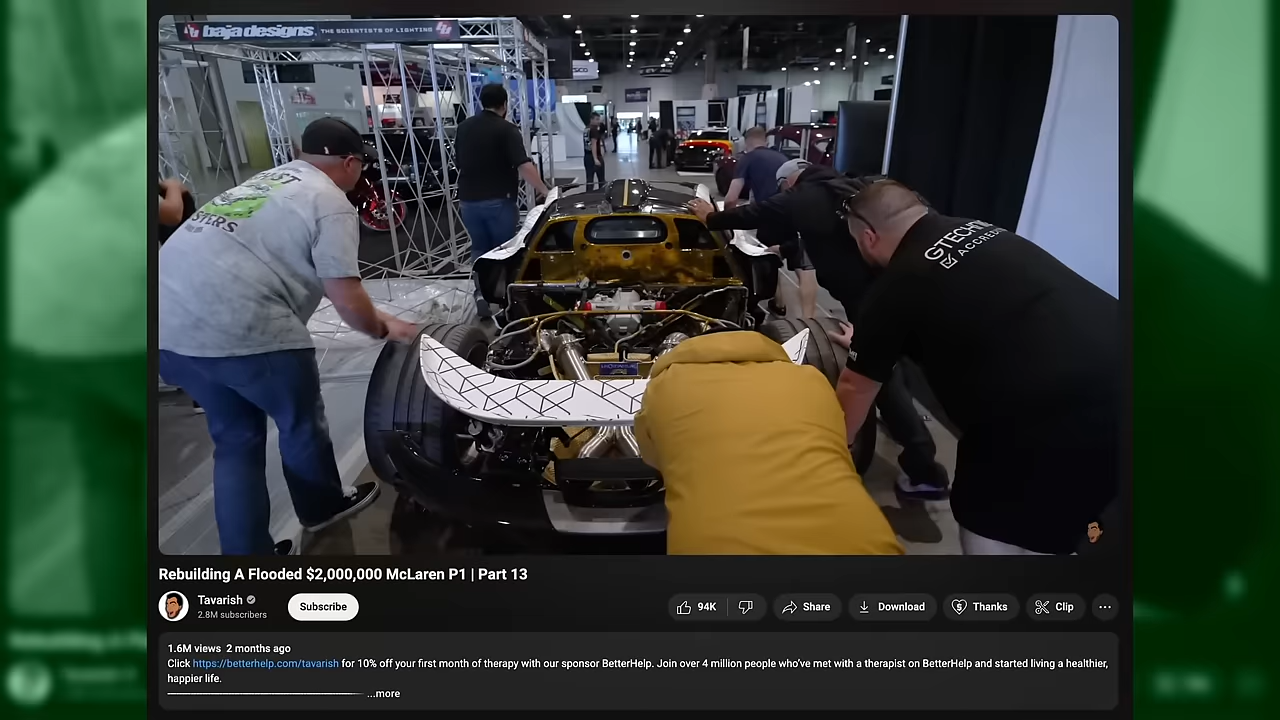 baja designs THE SCIENTISTS OF LIGHTING
GTECHNIQ
ACCREDITED
Rebuilding A Flooded $2,000,000 McLaren P1 | Part 13
Tavarish
2.8M subscribers
Subscribe
94K
Share
Download
Thanks
Clip
1.6M views 2 months ago
Click https://betterhelp.com/tavarish for 10% off your first month of therapy with our sponsor BetterHelp. Join over 4 million people who've met with a therapist on BetterHelp and started living a healthier,
happier life.
...more